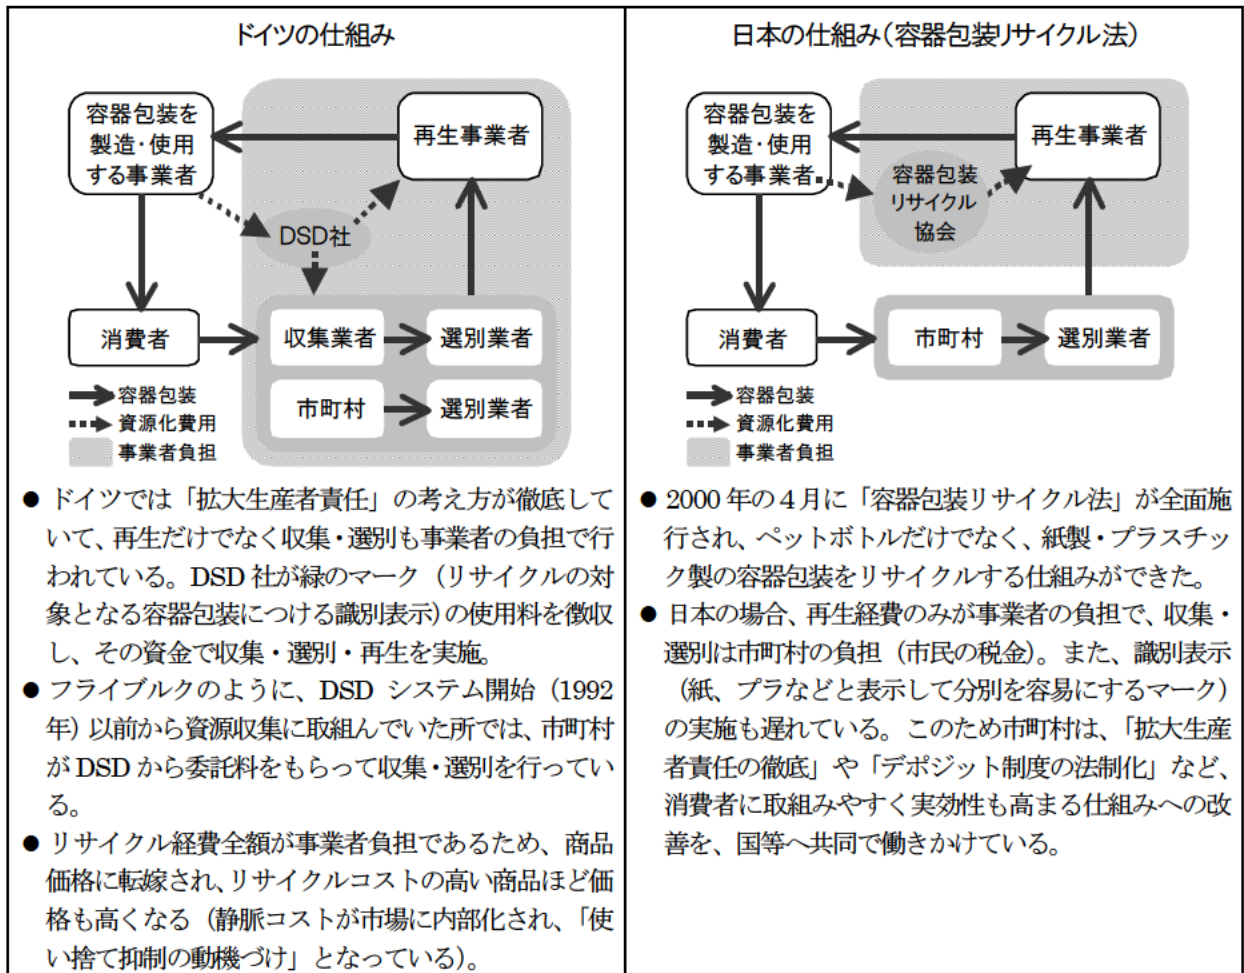 ドイツの仕組み
容器包装を
製造・使用
する事業者
再生事業者
DSD社
消費者
収集業者
選別業者
市町村
選別業者
容器包装
資源化費用
事業者負担
● ドイツでは「拡大生産者責任」の考え方が徹底して
いて、再生だけでなく収集・選別も事業者の負担で行
われている。DSD 社が緑のマーク（リサイクルの対
象となる容器包装につける識別表示）の使用料を徴収
し、その資金で収集・選別・再生を実施。
● フライブルクのように、DSD システム開始（1992
年）以前から資源収集に取組んでいた所では、市町村
が DSD から委託料をもらって収集・選別を行ってい
る。
● リサイクル経費全額が事業者負担であるため、商品
価格に転嫁され、リサイクルコストの高い商品ほど価
格も高くなる（静脈コストが市場に内部化され、「使
い捨て抑制の動機づけ」となっている）。
日本の仕組み（容器包装リサイクル法）
容器包装を
製造・使用
する事業者
再生事業者
容器包装
リサイクル
協会
消費者
市町村
選別業者
容器包装
資源化費用
事業者負担
● 2000 年の４月に「容器包装リサイクル法」が全面施
行され、ペットボトルだけでなく、紙製・プラスチッ
ク製の容器包装をリサイクルする仕組みができた。
● 日本の場合、再生経費のみが事業者の負担で、収集・
選別は市町村の負担（市民の税金）。また、識別表示
（紙、プラなどと表示して分別を容易にするマーク）
の実施も遅れている。このため市町村は、「拡大生産
者責任の徹底」や「デポジット制度の法制化」など、
消費者に取組みやすく実効性も高まる仕組みへの改
善を、国等へ共同で働きかけている。